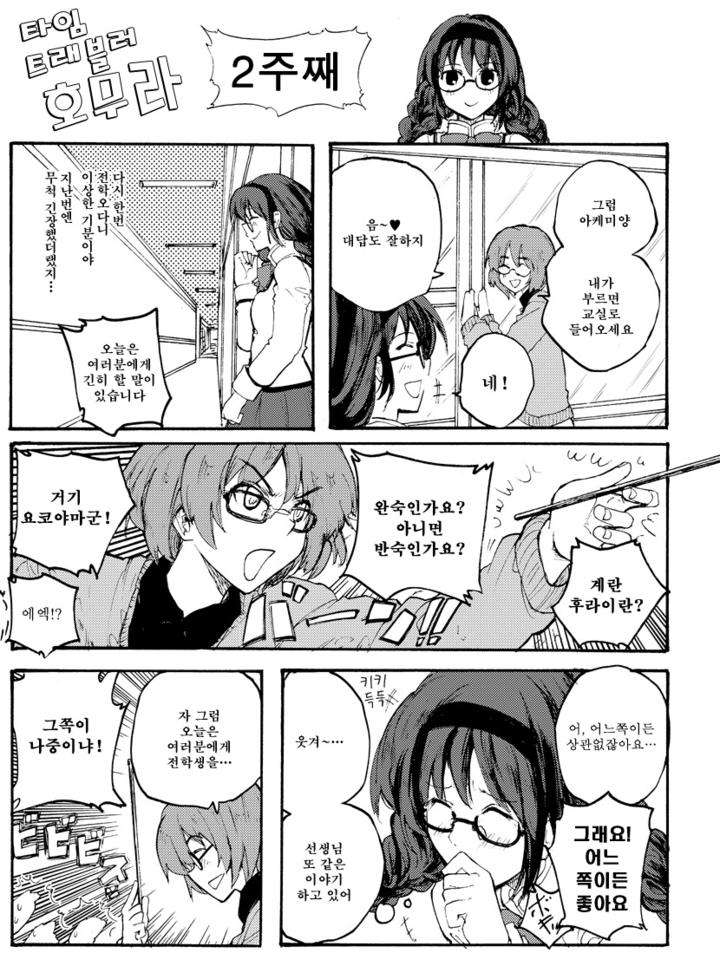 타임
트래블러
호무라
2주째
그럼
아케미양
내가
부르면
교실로
들어오세요
네!
음~♥
대답도 잘하지
다시 한번
전학오다니
이상한 기분이야
지난번엔
무척 긴장했더랬지…
오늘은
여러분에게
긴히 할 말이
있습니다
계란
후라이란?
완숙인가요?
아니면
반숙인가요?
거기
요코야마군!
에엑!?
어, 어느쪽이든
상관없잖아요…
그래요!
어느
쪽이든
좋아요
키키
득득
웃겨~…
선생님
또 같은
이야기
하고 있어
자 그럼
오늘은
여러분에게
전학생을…
그쪽이
나중이냐!
ビビビス